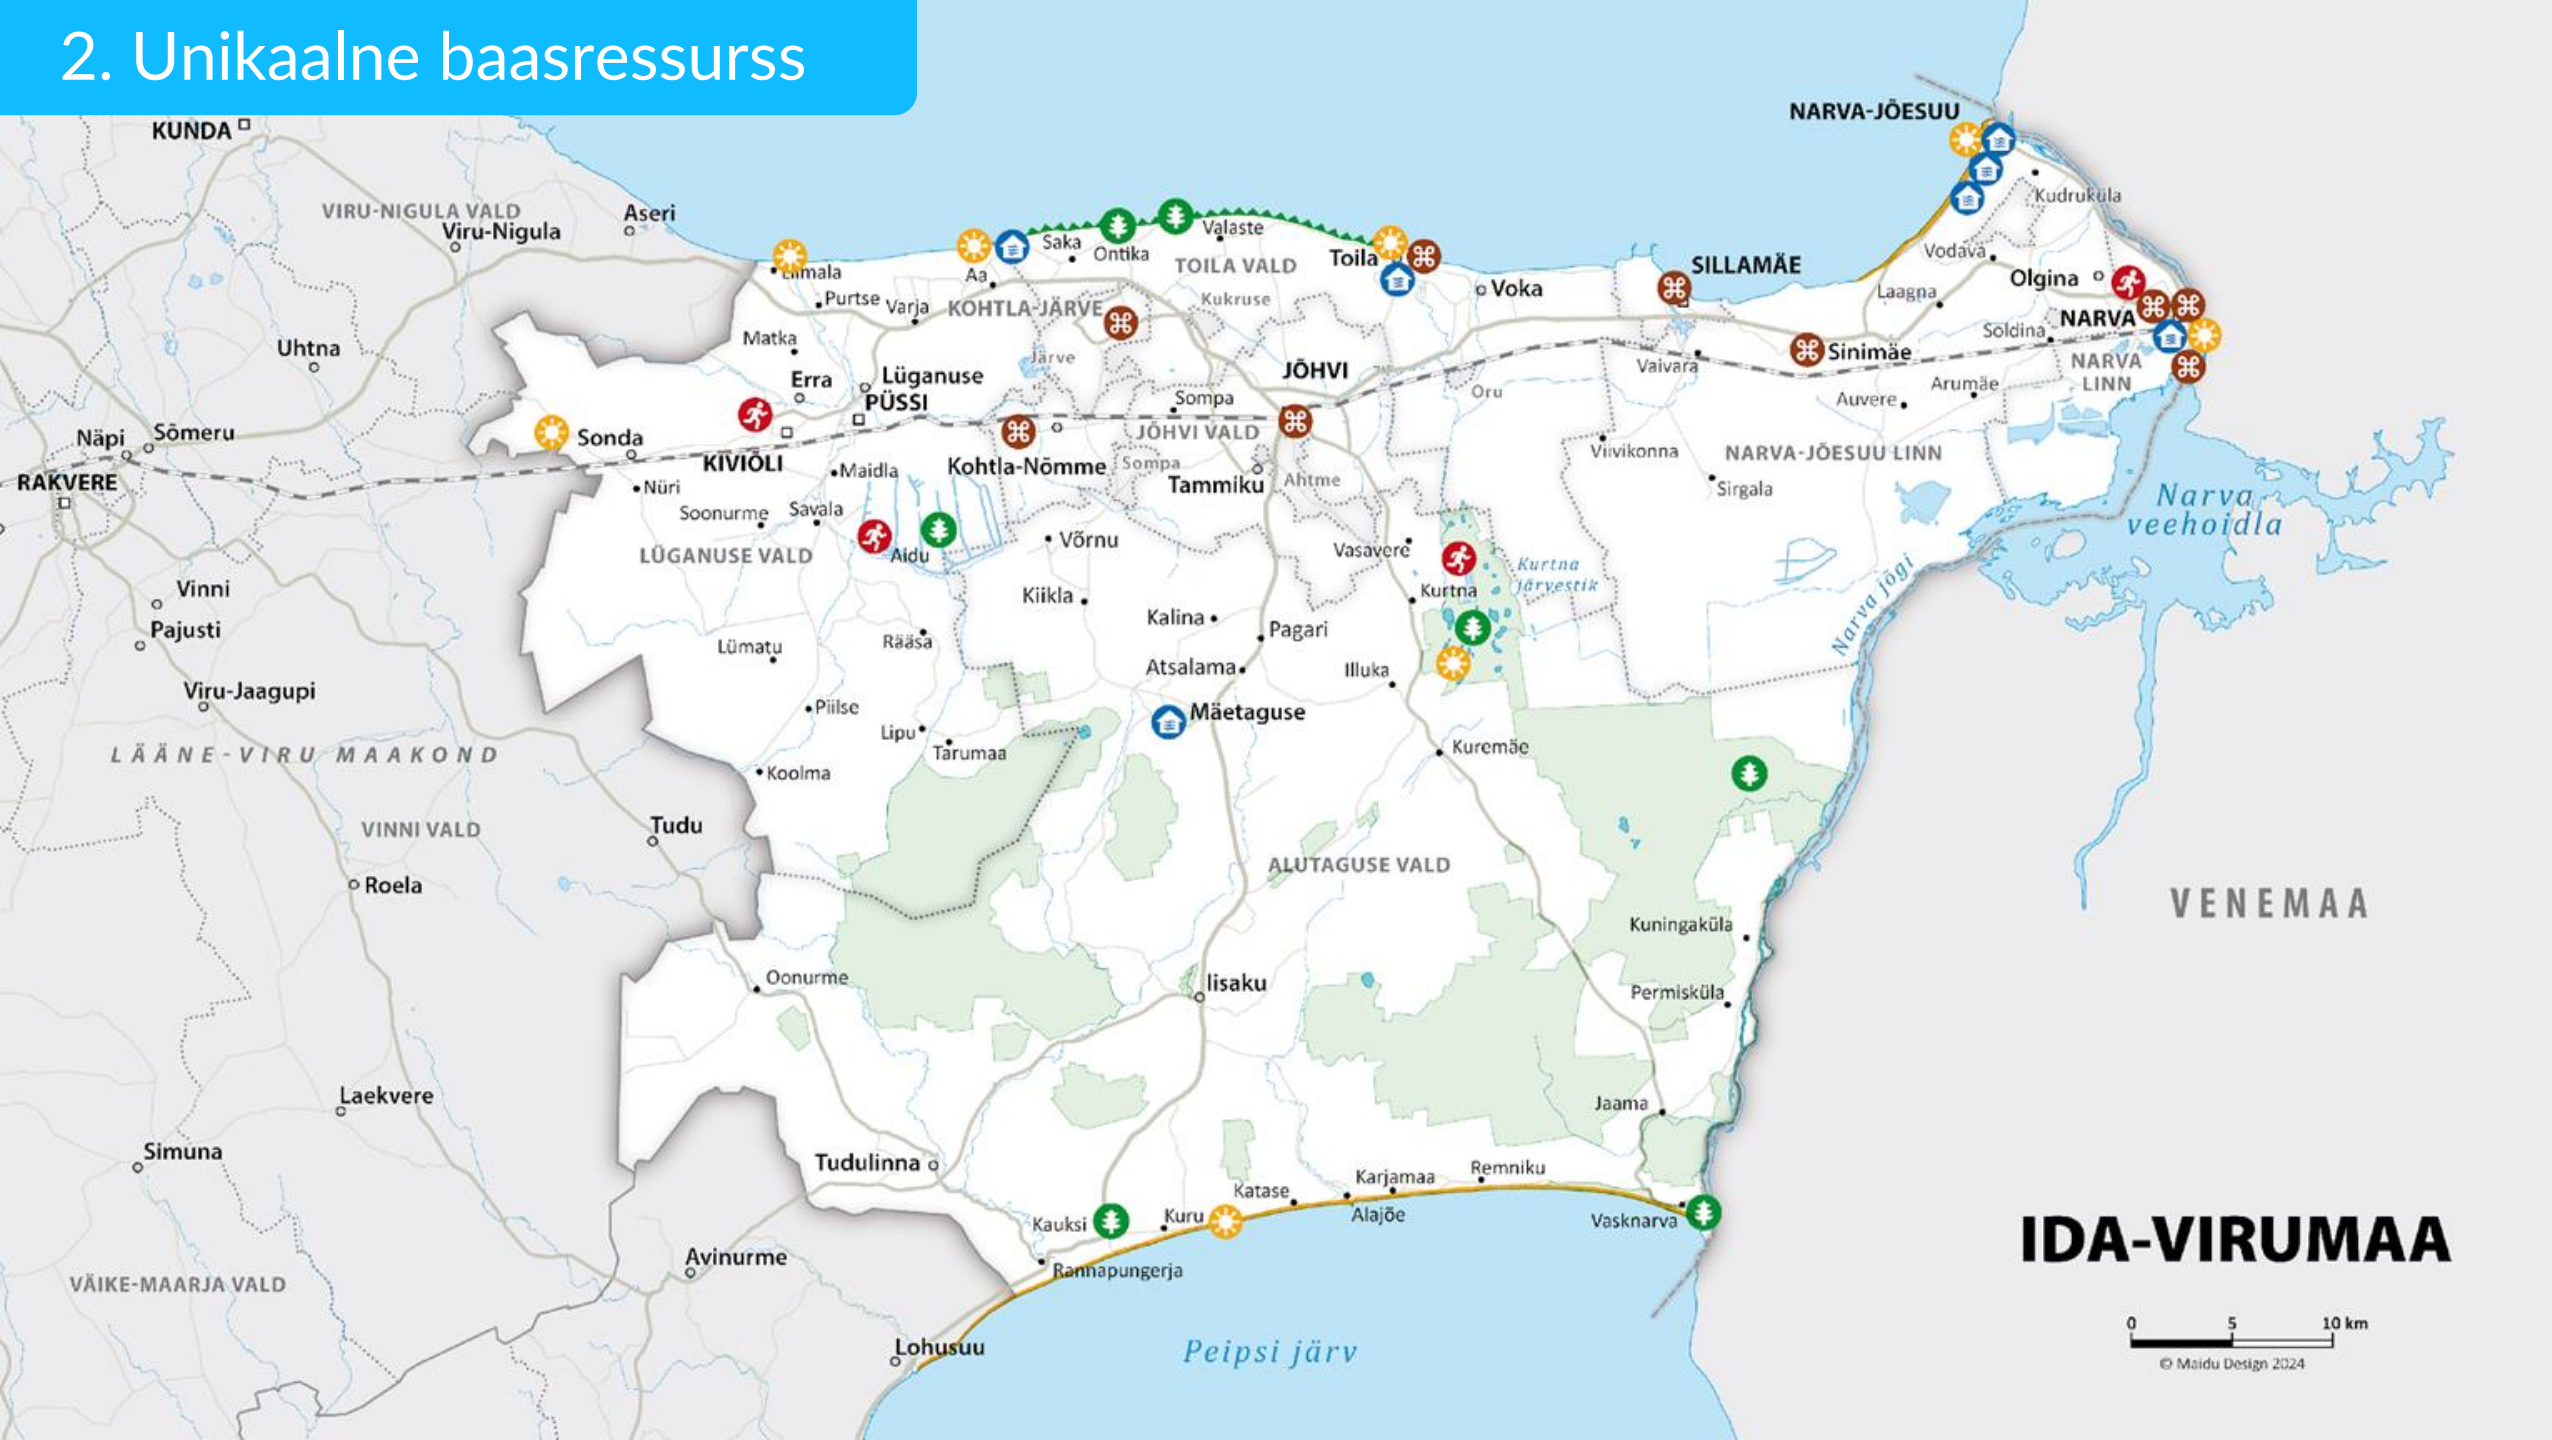 2. Unikaalne baasressurss
KUNDA
NARVA-JÕESUU
VIRU-NIGULA VALD
Aseri
Viru-Nigula
Kudruküla
Saka
Ontika
Valaste
Toila
TOILA VALD
SILLAMÄE
Vodava
Olgina
Aa
Purtse
Varja
KOHTLA-JÄRVE
Kukruse
Voka
Laagna
NARVA
Soldina
Matka
Uhtna
Järve
JÕHVI
Vaivara
Sinimäe
NARVA
LINN
Erra
Lüganuse
PÜSSI
Sompa
Oru
Auvere
Arumäe
Näpi
Sõmeru
Sonda
KIVIÕLI
Maidla
Kohtla-Nõmme
JÕHVI VALD
Sompa
Tammiku
Ahtme
Viivikonna
NARVA-JÕESUU LINN
RAKVERE
Nüri
Soonurme
Savala
Sirgala
Narva
veehoidla
LÜGANUSE VALD
Aidu
Võrnu
Vasavere
Kurtna
järvestik
Kurtna
Narva jõgi
Vinni
Pajusti
Kiikla
Kalina
Pagari
Lümatu
Rääsa
Atsalama
Illuka
Viru-Jaagupi
Piilse
Lipu
Tarumaa
Mäetaguse
Kuremäe
LÄÄNE-VIRU MAAKOND
Koolma
VINNI VALD
Tudu
ALUTAGUSE VALD
Roela
VENEMAA
Kuningaküla
Oonurme
Iisaku
Permisküla
Laekvere
Jaama
Simuna
Tudulinna
Katase
Karjamaa
Remniku
Kauksi
Kuru
Alajõe
Vasknarva
IDA-VIRUMAA
Avinurme
Rannapungerja
VÄIKE-MAARJA VALD
Lohusuu
Peipsi järv
0 5 10 km
© Maidu Design 2024